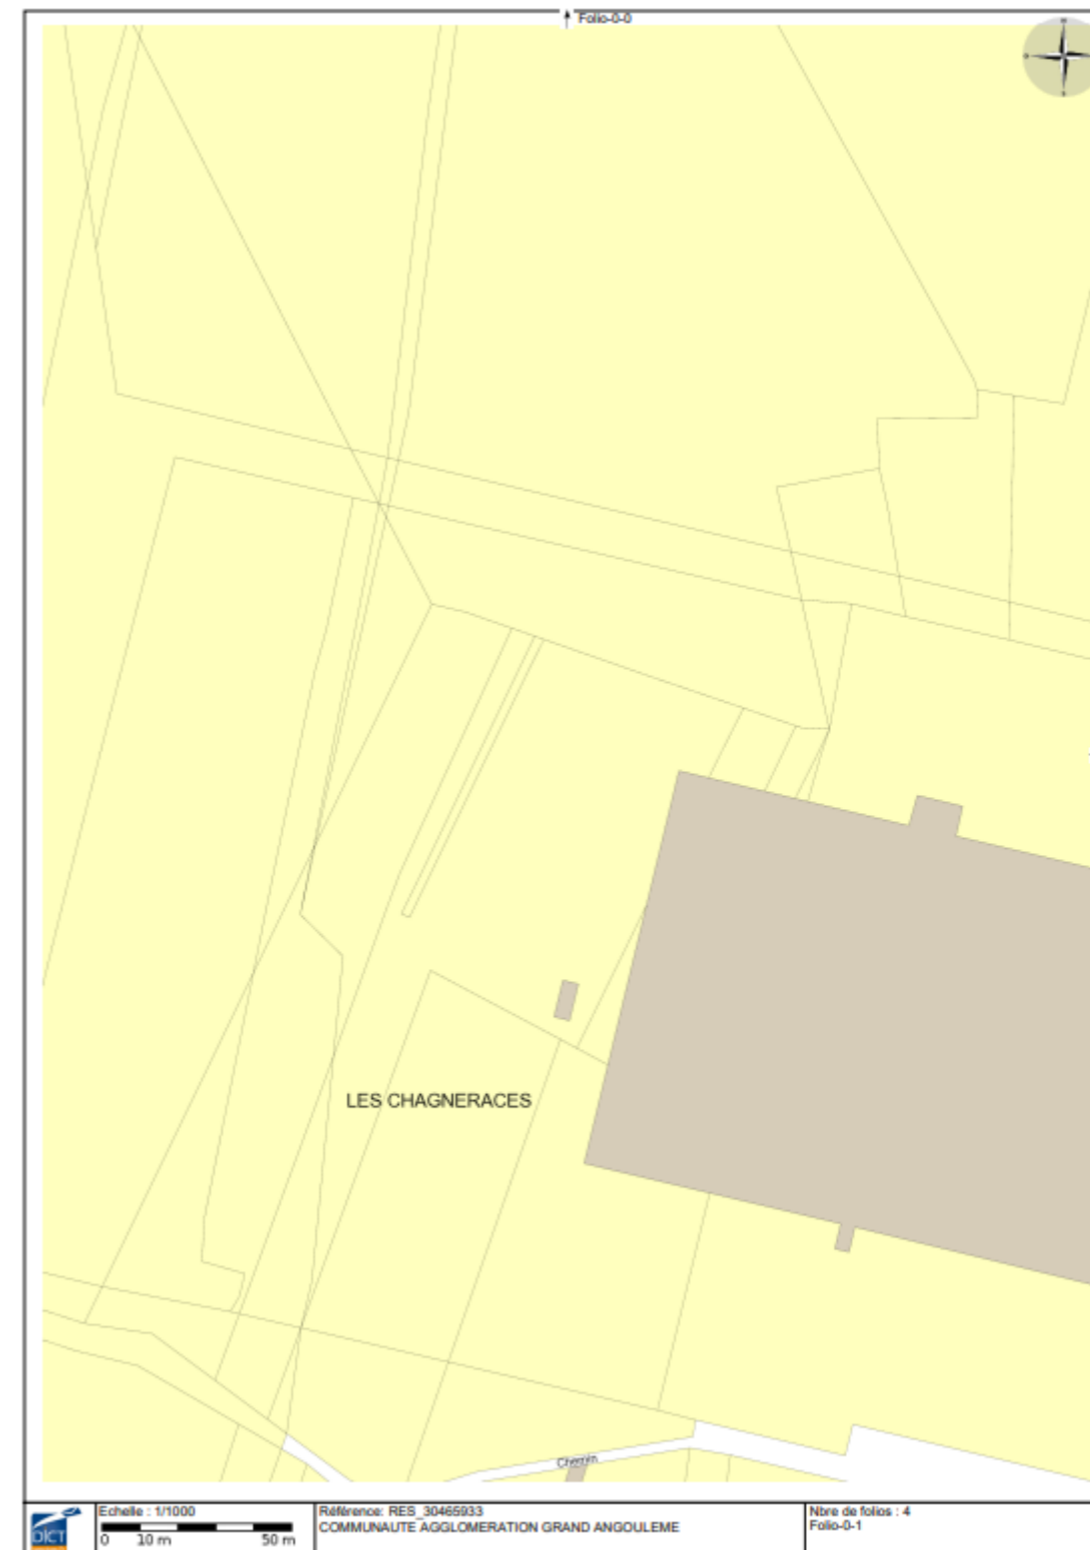 Folio-0-0
LES CHAGNERACES
Chemin
DICT
Echelle : 1/1000
0 10 m 50 m
Référence: RES_30465933
COMMUNAUTE AGGLOMERATION GRAND ANGOULEME
Nbre de folios : 4
Folio-0-1